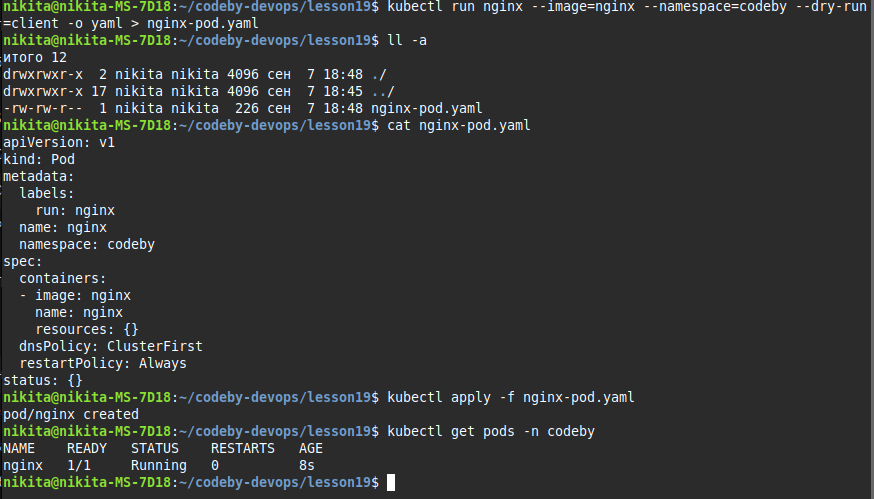 nikita@nikita-MS-7D18:~/codeby-devops/lesson19$ kubectl run nginx --image=nginx --namespace=codeby --dry-run
=client -o yaml > nginx-pod.yaml
nikita@nikita-MS-7D18:~/codeby-devops/lesson19$ ll -a
итого 12
drwxrwxr-x  2 nikita nikita 4096 сен  7 18:48 ./
drwxrwxr-x 17 nikita nikita 4096 сен  7 18:45 ../
-rw-rw-r--  1 nikita nikita  226 сен  7 18:48 nginx-pod.yaml
nikita@nikita-MS-7D18:~/codeby-devops/lesson19$ cat nginx-pod.yaml
apiVersion: v1
kind: Pod
metadata:
  labels:
    run: nginx
  name: nginx
  namespace: codeby
spec:
  containers:
  - image: nginx
    name: nginx
    resources: {}
  dnsPolicy: ClusterFirst
  restartPolicy: Always
status: {}
nikita@nikita-MS-7D18:~/codeby-devops/lesson19$ kubectl apply -f nginx-pod.yaml
pod/nginx created
nikita@nikita-MS-7D18:~/codeby-devops/lesson19$ kubectl get pods -n codeby
NAME    READY   STATUS    RESTARTS   AGE
nginx   1/1     Running   0          8s
nikita@nikita-MS-7D18:~/codeby-devops/lesson19$